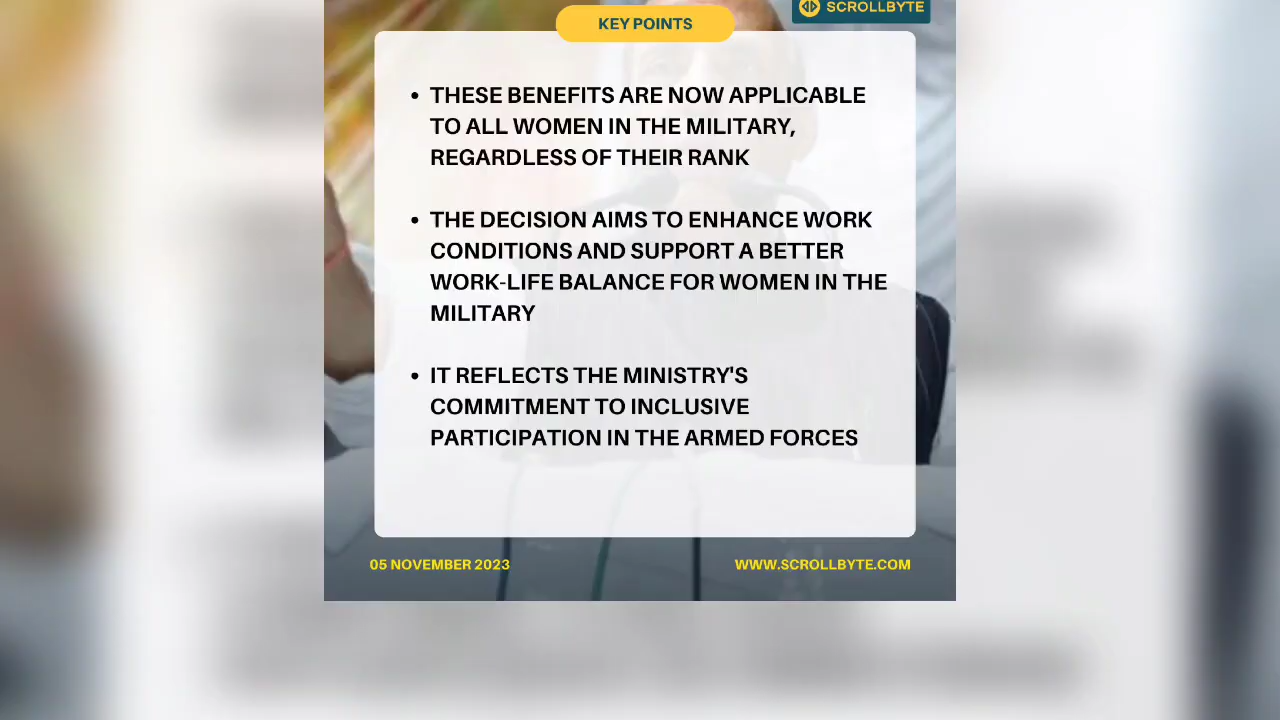 SCROLLBYTE
KEY POINTS
• THESE BENEFITS ARE NOW APPLICABLE
TO ALL WOMEN IN THE MILITARY,
REGARDLESS OF THEIR RANK
• THE DECISION AIMS TO ENHANCE WORK
CONDITIONS AND SUPPORT A BETTER
WORK-LIFE BALANCE FOR WOMEN IN THE
MILITARY
• IT REFLECTS THE MINISTRY'S
COMMITMENT TO INCLUSIVE
PARTICIPATION IN THE ARMED FORCES
05 NOVEMBER 2023
WWW.SCROLLBYTE.COM